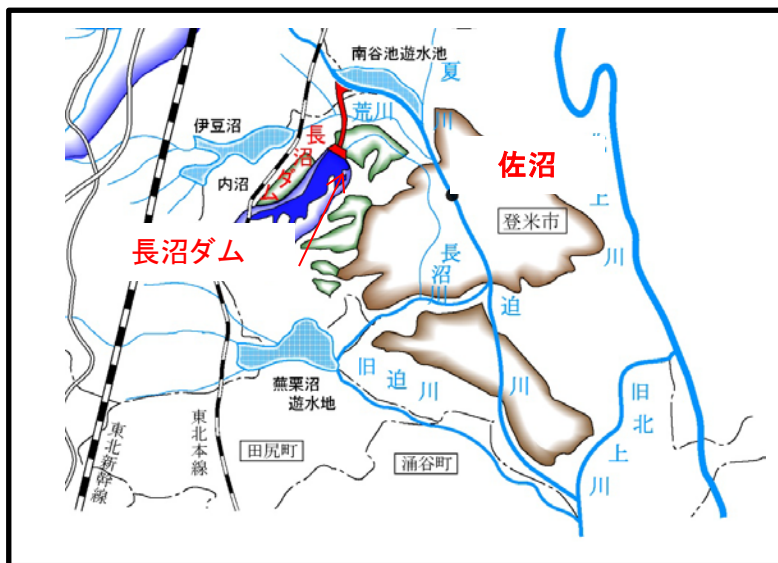 南谷池遊水池
夏
川
荒川
伊豆沼
長沼ダム
内沼
佐沼
登米市
上
川
長沼ダム
長沼川
迫
川
旧
迫
川
蕪栗沼
遊水地
旧
北
上
川
東北新幹線
東北本線
田尻町
涌谷町